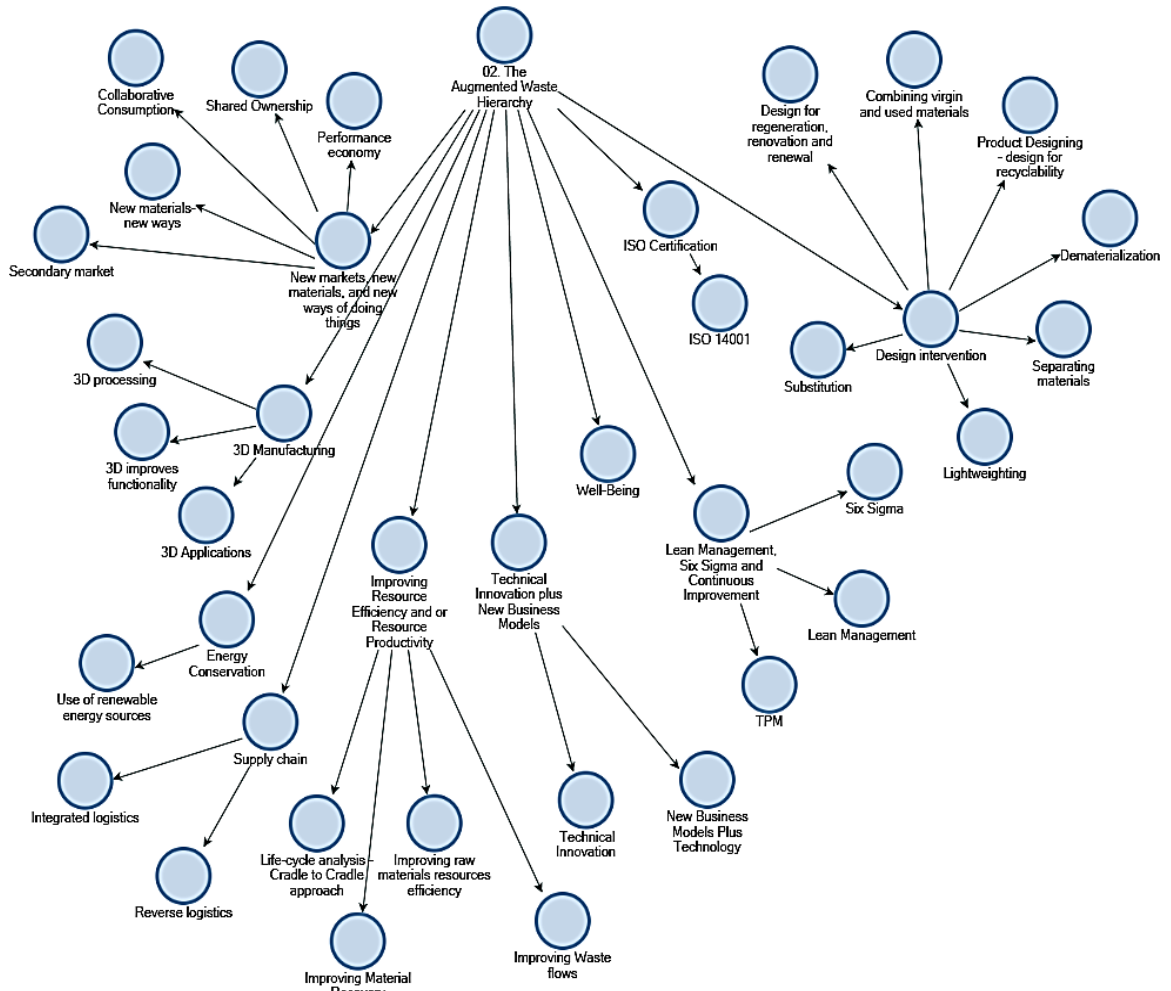 02. The
Augmented Waste
Hierarchy
Collaborative
Consumption
Shared Ownership
Performance
economy
New materials-
new ways
Secondary market
New markets, new
materials, and new
ways of doing
things
ISO Certification
ISO 14001
Design for
regeneration,
renovation and
renewal
Combining virgin
and used materials
Product Designing
- design for
recyclability
Dematerialization
Design intervention
Substitution
Separating
materials
Lightweighting
3D processing
3D improves
functionality
3D Manufacturing
3D Applications
Well-Being
Six Sigma
Lean Management,
Six Sigma and
Continuous
Improvement
Lean Management
TPM
Improving
Resource
Efficiency and or
Resource
Productivity
Technical
Innovation plus
New Business
Models
Energy
Conservation
Use of renewable
energy sources
Supply chain
Integrated logistics
Reverse logistics
Life-cycle analysis-
Cradle to Cradle
approach
Improving raw
materials resources
efficiency
Technical
Innovation
New Business
Models Plus
Technology
Improving Material
Improving Waste
flows